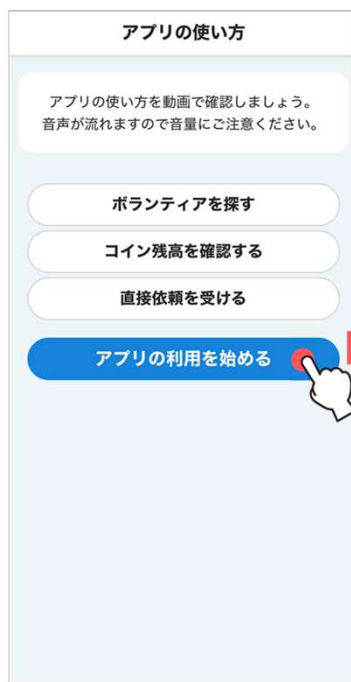 アプリの使い方
アプリの使い方を動画で確認しましょう。
音声が流れますので音量にご注意ください。
ボランティアを探す
コイン残高を確認する
直接依頼を受ける
アプリの利用を始める